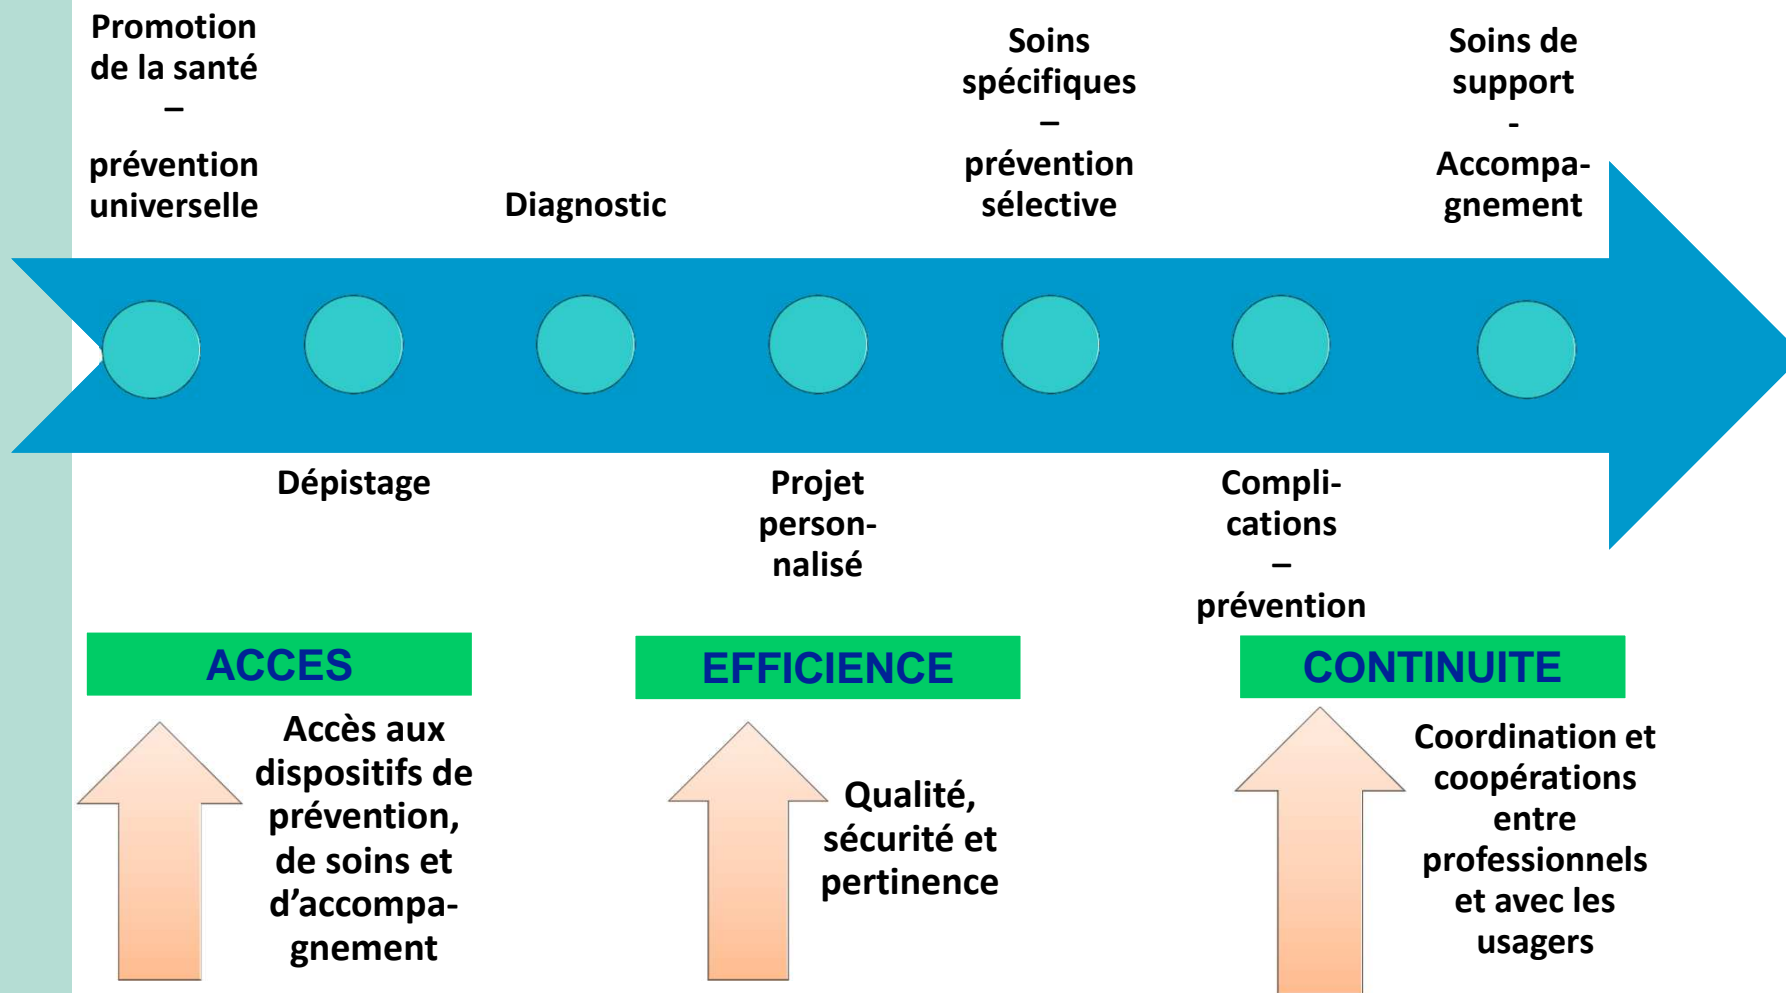 Promotion
de la santé
–
prévention
universelle
Diagnostic
Soins
spécifiques
–
prévention
sélective
Soins de
support
-
Accompa-
gnement
Dépistage
Projet
person-
nalisé
Compli-
cations
–
prévention
ACCES
Accès aux
dispositifs de
prévention,
de soins et
d’accompa-
gnement
EFFICIENCE
Qualité,
sécurité et
pertinence
CONTINUITE
Coordination et
coopérations
entre
professionnels
et avec les
usagers